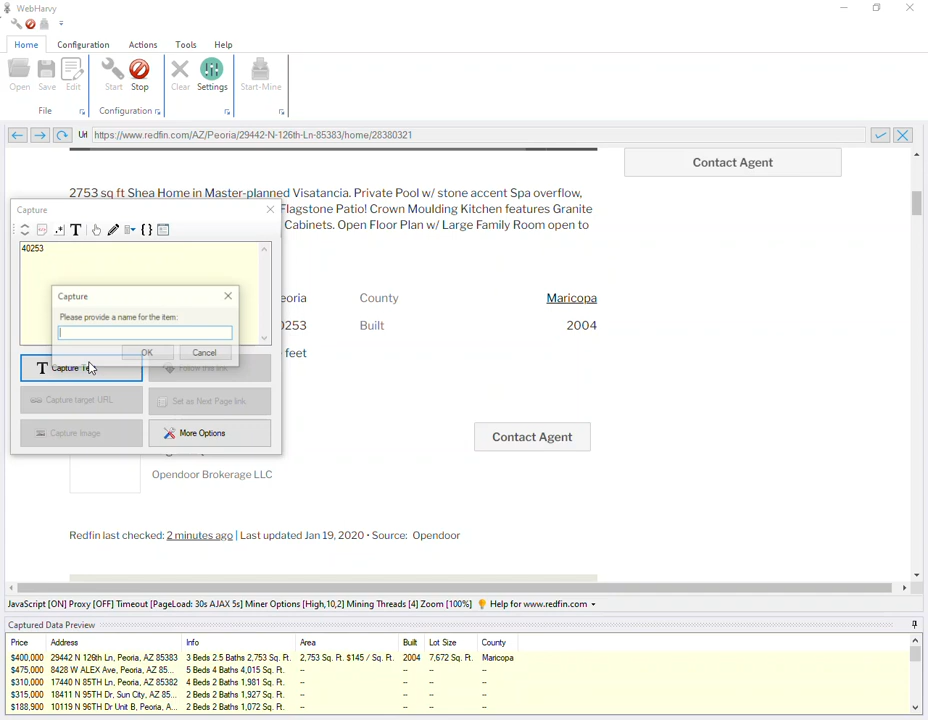 WebHarvy
Home Configuration Actions Tools Help
Open Save Edit Start Stop Clear Settings Start-Mine
File Configuration
Url https://www.redfin.com/AZ/Peoria/29442-N-126th-Ln-85383/home/28380321
Contact Agent
2753 sq ft Shea Home in Master-planned Visatancia. Private Pool w/ stone accent Spa overflow,
Capture
Flagstone Patio! Crown Moulding Kitchen features Granite
Cabinets. Open Floor Plan w/ Large Family Room open to
40253
Capture
Please provide a name for the item:
OK Cancel
eoria County Maricopa
0253 Built 2004
feet
T Capture Te
Follow this link
Capture target URL Set as Next Page link
Capture Image More Options
Contact Agent
Opendoor Brokerage LLC
Redfin last checked: 2 minutes ago | Last updated Jan 19, 2020 • Source: Opendoor
JavaScript [ON] Proxy [OFF] Timeout [PageLoad: 30s AJAX 5s] Miner Options [High,10,2] Mining Threads [4] Zoom [100%] Help for www.redfin.com
Captured Data Preview
Price Address Info Area Built Lot Size County
$400,000 29442 N 126th Ln, Peoria, AZ 85383 3 Beds 2.5 Baths 2,753 Sq. Ft. 2,753 Sq. Ft. $145 / Sq. Ft. 2004 7,672 Sq. Ft. Maricopa
$475,000 8428 W ALEX Ave, Peoria, AZ 85... 5 Beds 4 Baths 4,015 Sq. Ft. -- -- -- --
$310,000 17440 N 85TH Ln, Peoria, AZ 85382 4 Beds 2 Baths 1,981 Sq. Ft. -- -- -- --
$315,000 18411 N 95TH Dr, Sun City, AZ 85... 2 Beds 2 Baths 1,927 Sq. Ft. -- -- -- --
$188,900 10119 N 96TH Dr Unit B, Peoria, A... 2 Beds 2 Baths 1,072 Sq. Ft. -- -- -- --